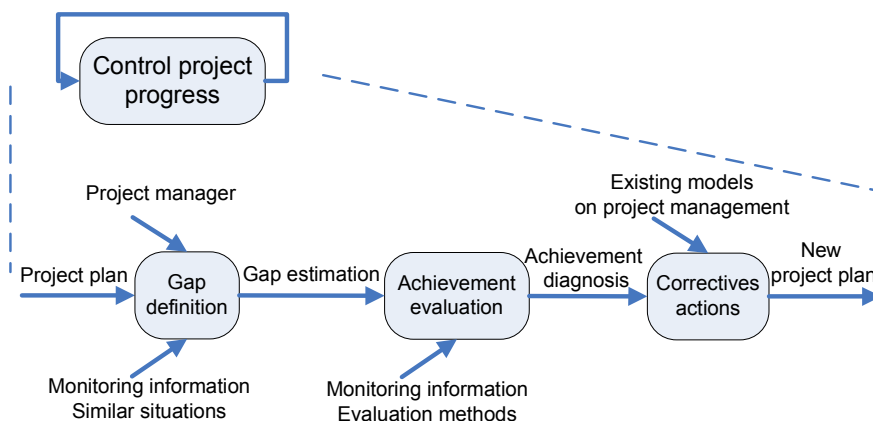 Control project
progress
Project manager
Existing models
on project management
Project plan
Gap
definition
Gap estimation
Achievement
evaluation
Achievement
diagnosis
Correctives
actions
New
project plan
Monitoring information
Similar situations
Monitoring information
Evaluation methods